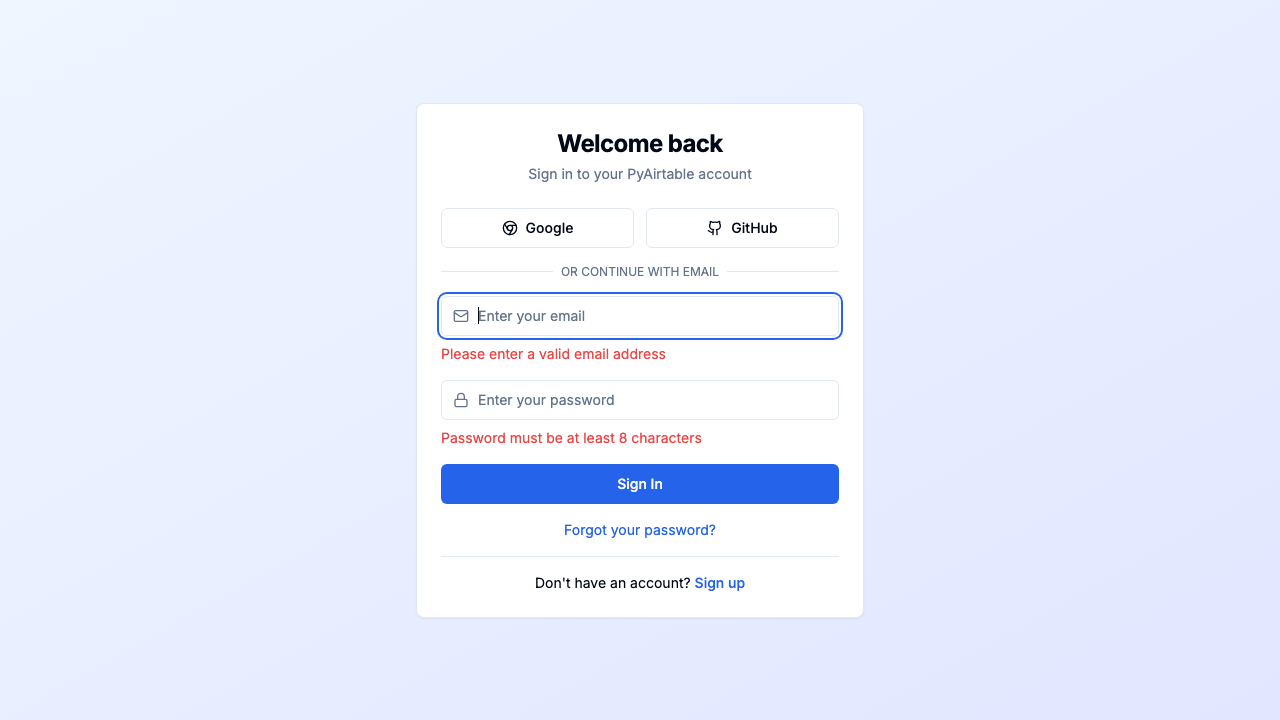 Welcome back
Sign in to your PyAirtable account
Google
GitHub
OR CONTINUE WITH EMAIL
Enter your email
Please enter a valid email address
Enter your password
Password must be at least 8 characters
Sign In
Forgot your password?
Don't have an account? Sign up